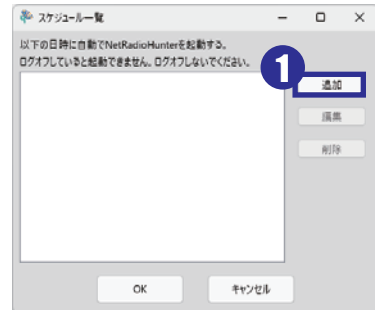 スケジュール一覧
以下の日時に自動でNetRadioHunterを起動する。
ログオフしていると起動できません。ログオフしないでください。
1
追加
編集
削除
OK
キャンセル